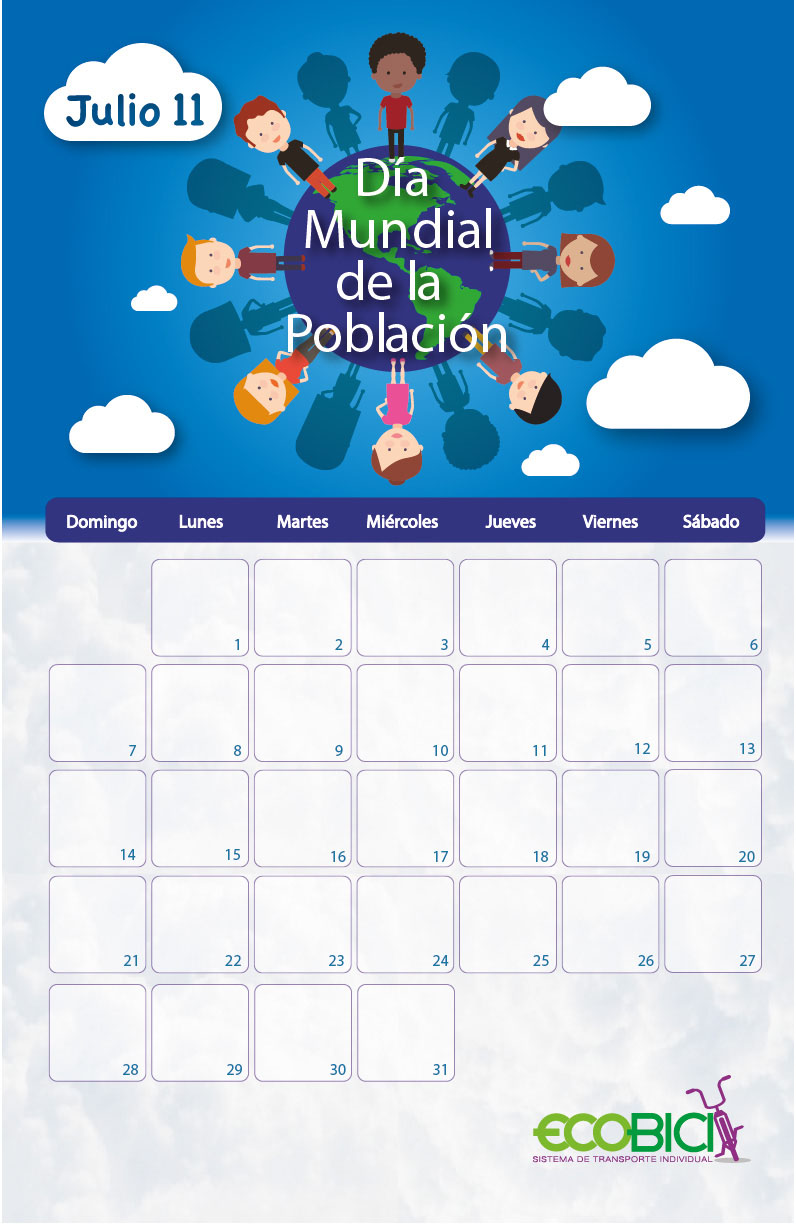 Julio 11
Día
Mundial
de la
Población
Domingo Lunes Martes Miércoles Jueves Viernes Sábado
1 2 3 4 5 6
7 8 9 10 11 12 13
14 15 16 17 18 19 20
21 22 23 24 25 26 27
28 29 30 31
ECOBICI
SISTEMA DE TRANSPORTE INDIVIDUAL